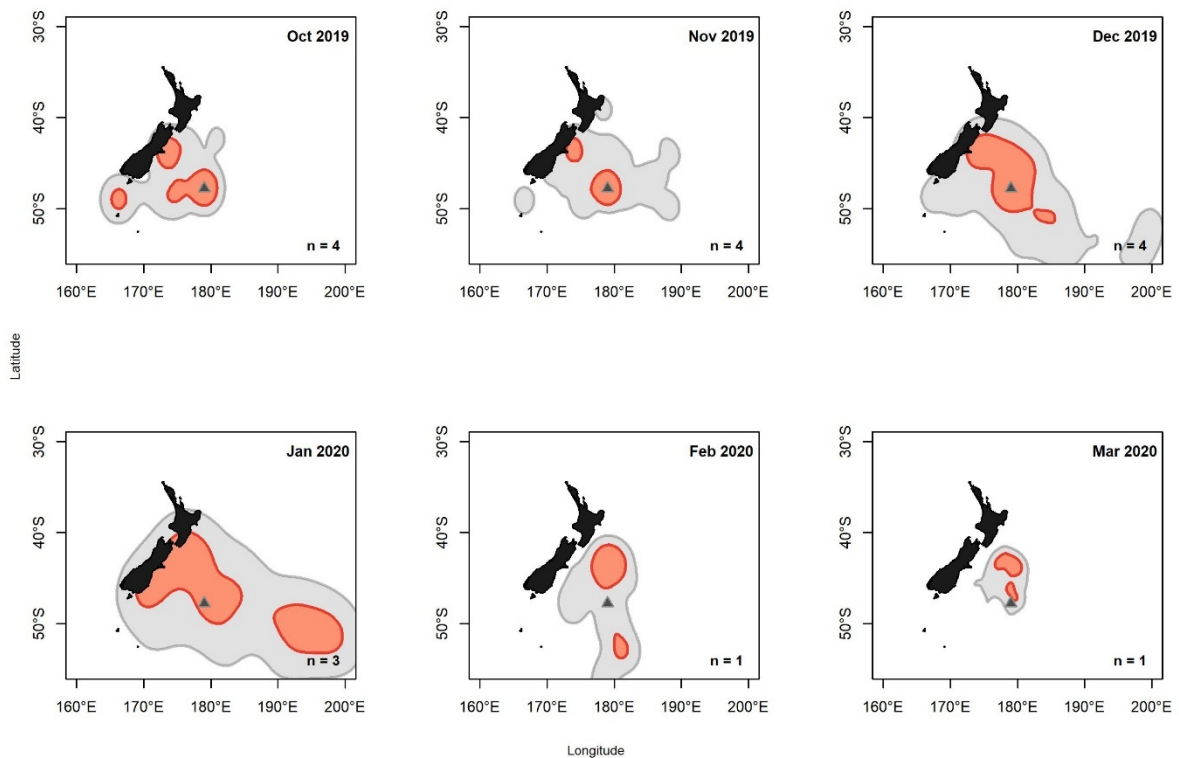 Oct 2019
n = 4
30°S
40°S
50°S
160°E 170°E 180°E 190°E 200°E
Nov 2019
n = 4
30°S
40°S
50°S
160°E 170°E 180°E 190°E 200°E
Dec 2019
n = 4
30°S
40°S
50°S
160°E 170°E 180°E 190°E 200°E
Latitude
Jan 2020
n = 3
30°S
40°S
50°S
160°E 170°E 180°E 190°E 200°E
Feb 2020
n = 1
30°S
40°S
50°S
160°E 170°E 180°E 190°E 200°E
Mar 2020
n = 1
30°S
40°S
50°S
160°E 170°E 180°E 190°E 200°E
Longitude